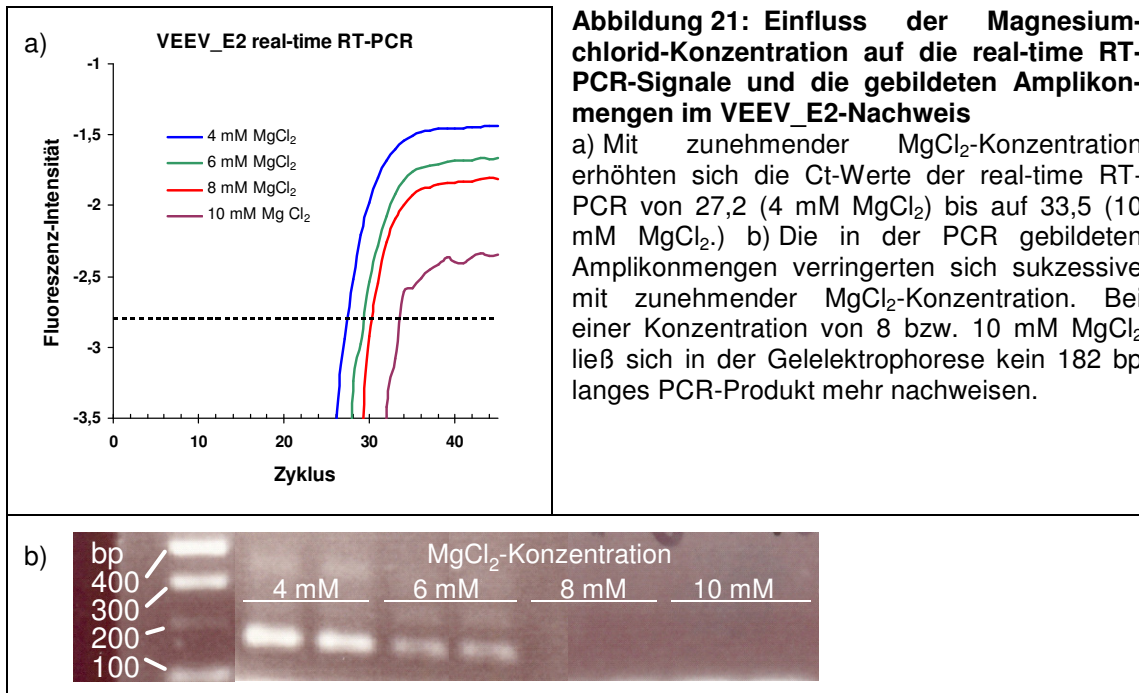 a)
VEEV_E2 real-time RT-PCR
-1
-1,5
-2
-2,5
-3
-3,5
Fluoreszenz-Intensität
4 mM MgCl2
6 mM MgCl2
8 mM MgCl2
10 mM Mg Cl2
0 10 20 30 40
Zyklus
Abbildung 21: Einfluss der Magnesium-
chlorid-Konzentration auf die real-time RT-
PCR-Signale und die gebildeten Amplikon-
mengen im VEEV_E2-Nachweis
a) Mit zunehmender MgCl2-Konzentration
erhöhten sich die Ct-Werte der real-time RT-
PCR von 27,2 (4 mM MgCl2) bis auf 33,5 (10
mM MgCl2.) b) Die in der PCR gebildeten
Amplikonmengen verringerten sich sukzessive
mit zunehmender MgCl2-Konzentration. Bei
einer Konzentration von 8 bzw. 10 mM MgCl2
ließ sich in der Gelelektrophorese kein 182 bp
langes PCR-Produkt mehr nachweisen.
b)
bp
400
300
200
100
MgCl2-Konzentration
4 mM 6 mM 8 mM 10 mM